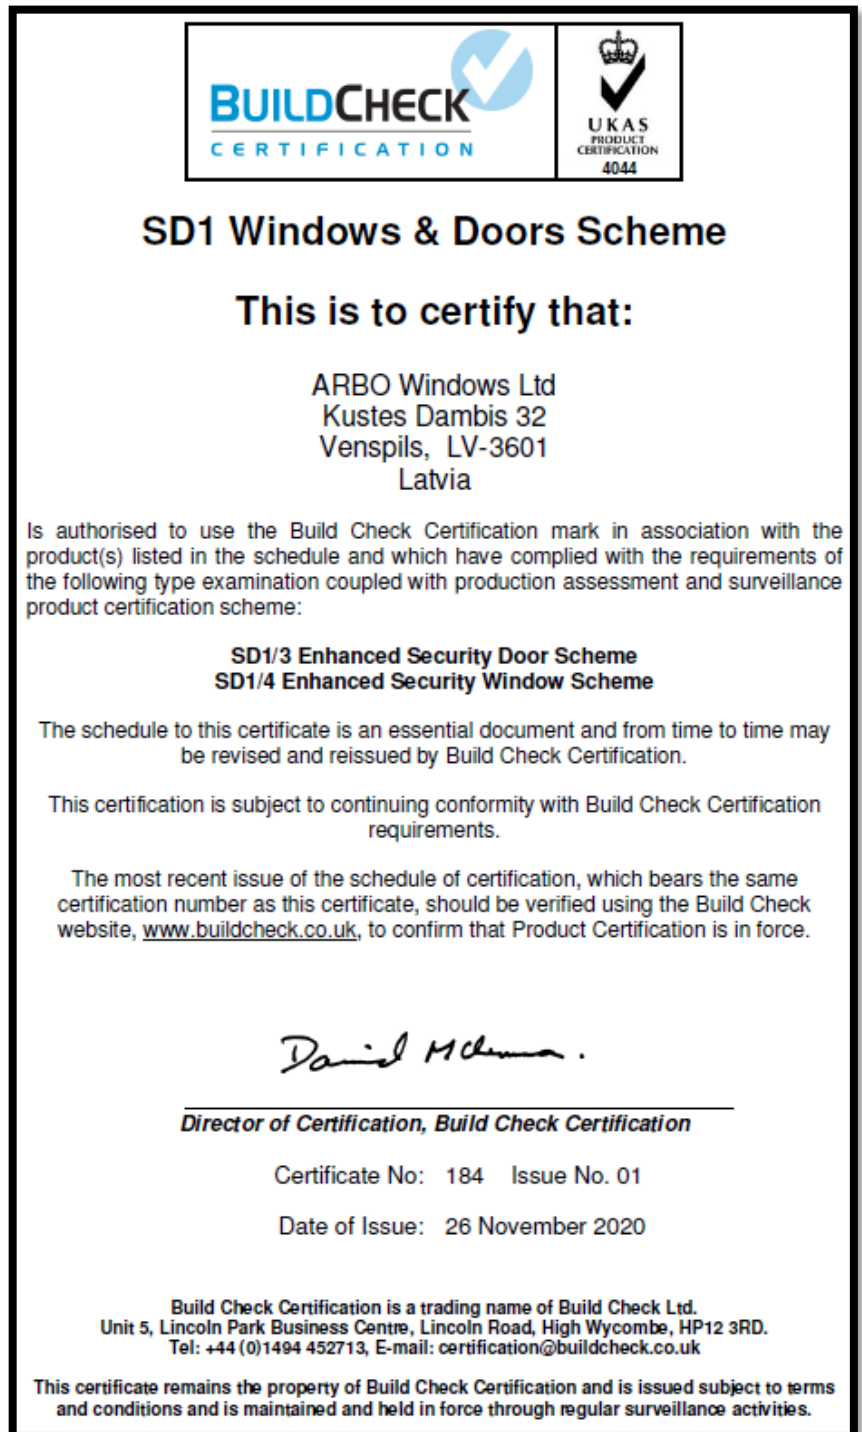 BUILDCHECK
CERTIFICATION
UKAS
PRODUCT
CERTIFICATION
4044
SD1 Windows & Doors Scheme
This is to certify that:
ARBO Windows Ltd
Kustes Dambis 32
Venspils, LV-3601
Latvia
Is authorised to use the Build Check Certification mark in association with the
product(s) listed in the schedule and which have complied with the requirements of
the following type examination coupled with production assessment and surveillance
product certification scheme:
SD1/3 Enhanced Security Door Scheme
SD1/4 Enhanced Security Window Scheme
The schedule to this certificate is an essential document and from time to time may
be revised and reissued by Build Check Certification.
This certification is subject to continuing conformity with Build Check Certification
requirements.
The most recent issue of the schedule of certification, which bears the same
certification number as this certificate, should be verified using the Build Check
website, www.buildcheck.co.uk, to confirm that Product Certification is in force.
David
Director of Certification, Build Check Certification
Certificate No: 184 Issue No. 01
Date of Issue: 26 November 2020
Build Check Certification is a trading name of Build Check Ltd.
Unit 5, Lincoln Park Business Centre, Lincoln Road, High Wycombe, HP12 3RD.
Tel: +44 (0)1494 452713, E-mail: certification@buildcheck.co.uk
This certificate remains the property of Build Check Certification and is issued subject to terms
and conditions and is maintained and held in force through regular surveillance activities.